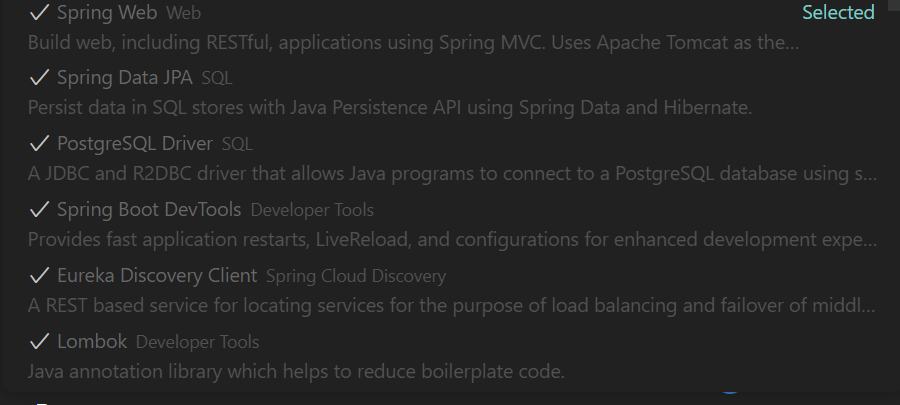 Spring Web Web Selected
Build web, including RESTful, applications using Spring MVC. Uses Apache Tomcat as the...
Spring Data JPA SQL
Persist data in SQL stores with Java Persistence API using Spring Data and Hibernate.
PostgreSQL Driver SQL
A JDBC and R2DBC driver that allows Java programs to connect to a PostgreSQL database using s...
Spring Boot DevTools Developer Tools
Provides fast application restarts, LiveReload, and configurations for enhanced development expe...
Eureka Discovery Client Spring Cloud Discovery
A REST based service for locating services for the purpose of load balancing and failover of middl...
Lombok Developer Tools
Java annotation library which helps to reduce boilerplate code.